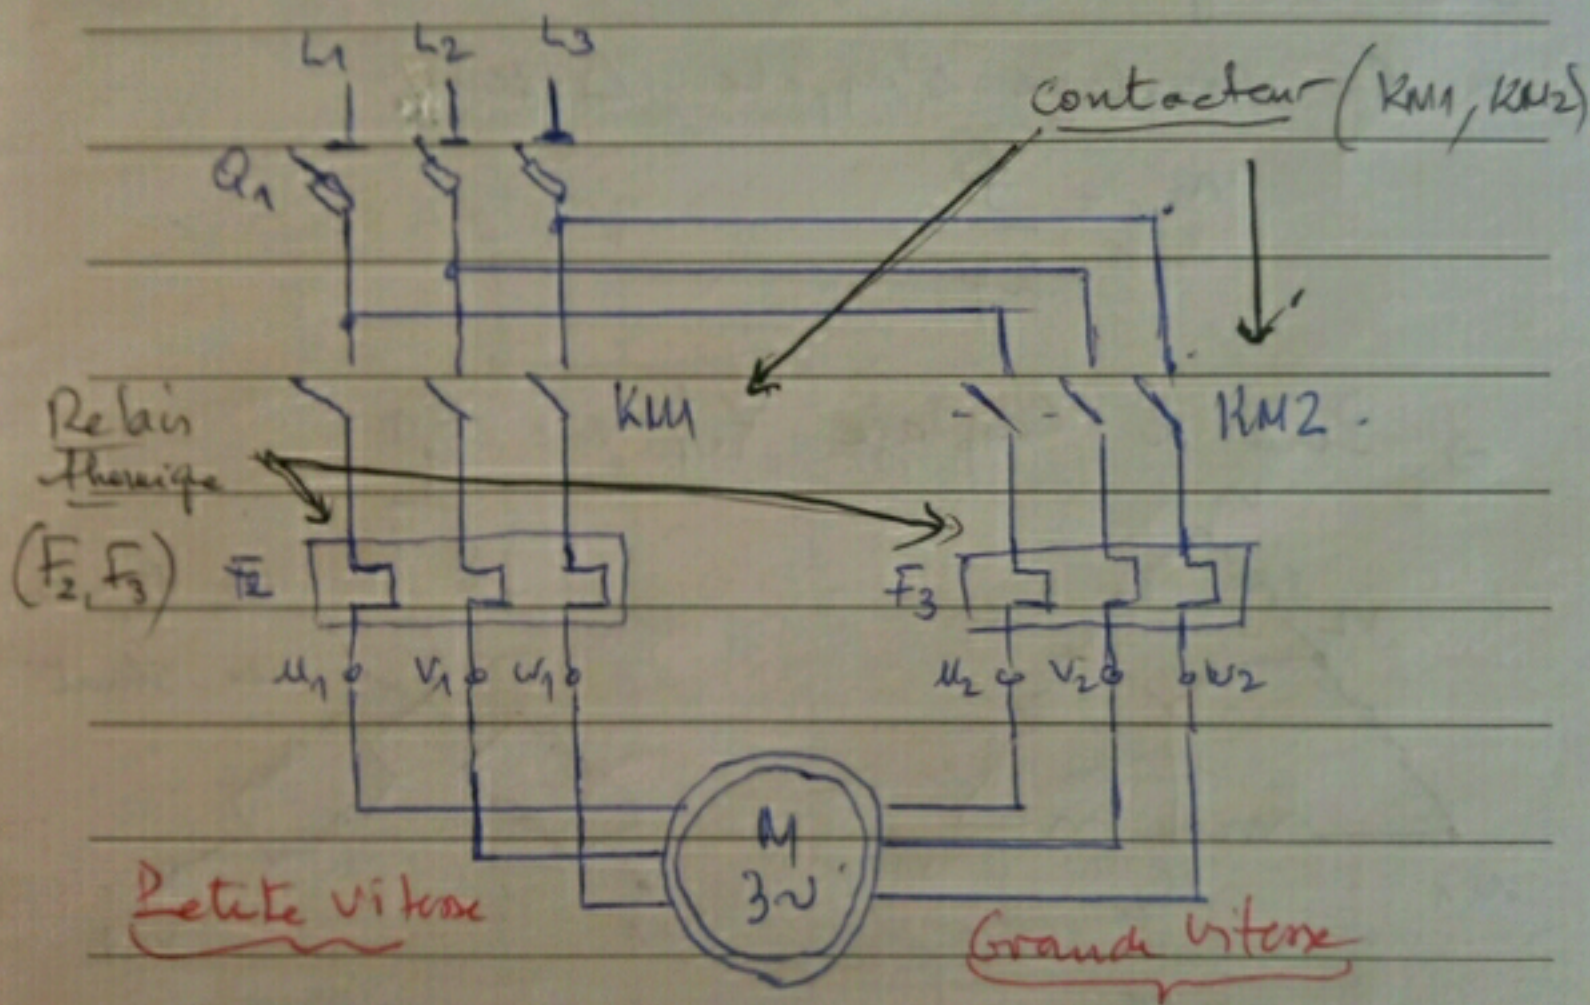 L1 L2 L3
Contacteur (KM1, KM2)
Q1
KM1
KM2
Relais
thermique
(F2, F3)
F2
F3
U1 V1 W1
U2 V2 W2
M
3~
Petite vitesse
Grande vitesse